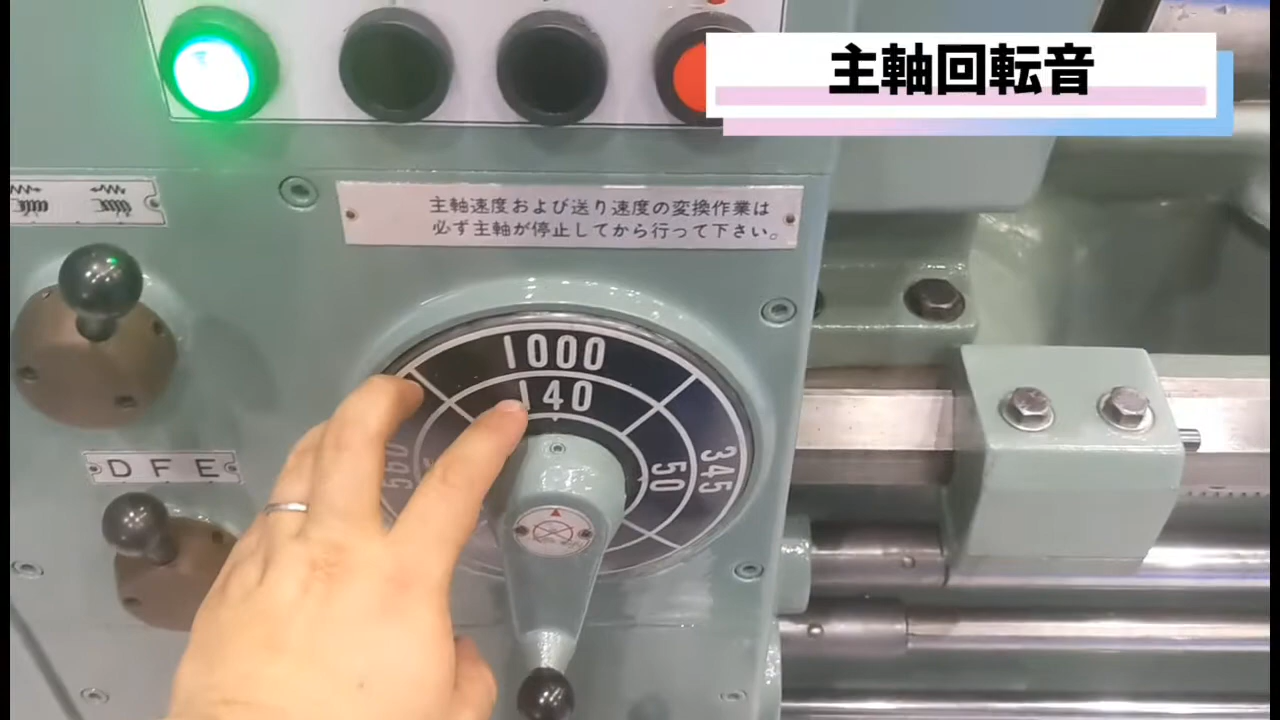 主軸回転音
主軸速度および送り速度の変換作業は
必ず主軸が停止してから行って下さい。
1000
140
560
50
345
D F E